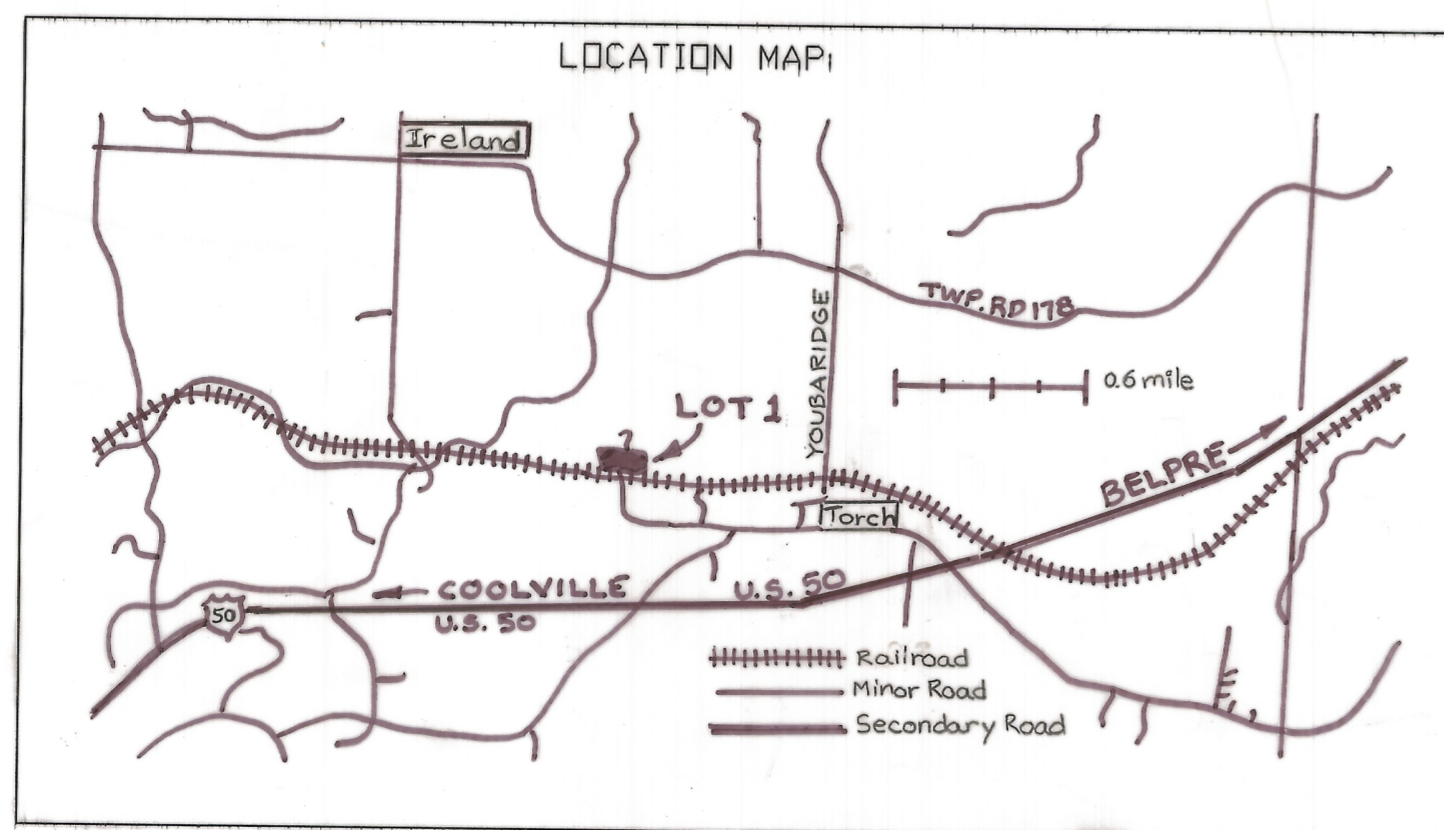 LOCATION MAP:
Ireland
TWP. RD 178
YOUBARIDGE
0.6 mile
LOT 1
BELPRE
Torch
COOLVILLE
U.S. 50
U.S. 50
50
Railroad
Minor Road
Secondary Road